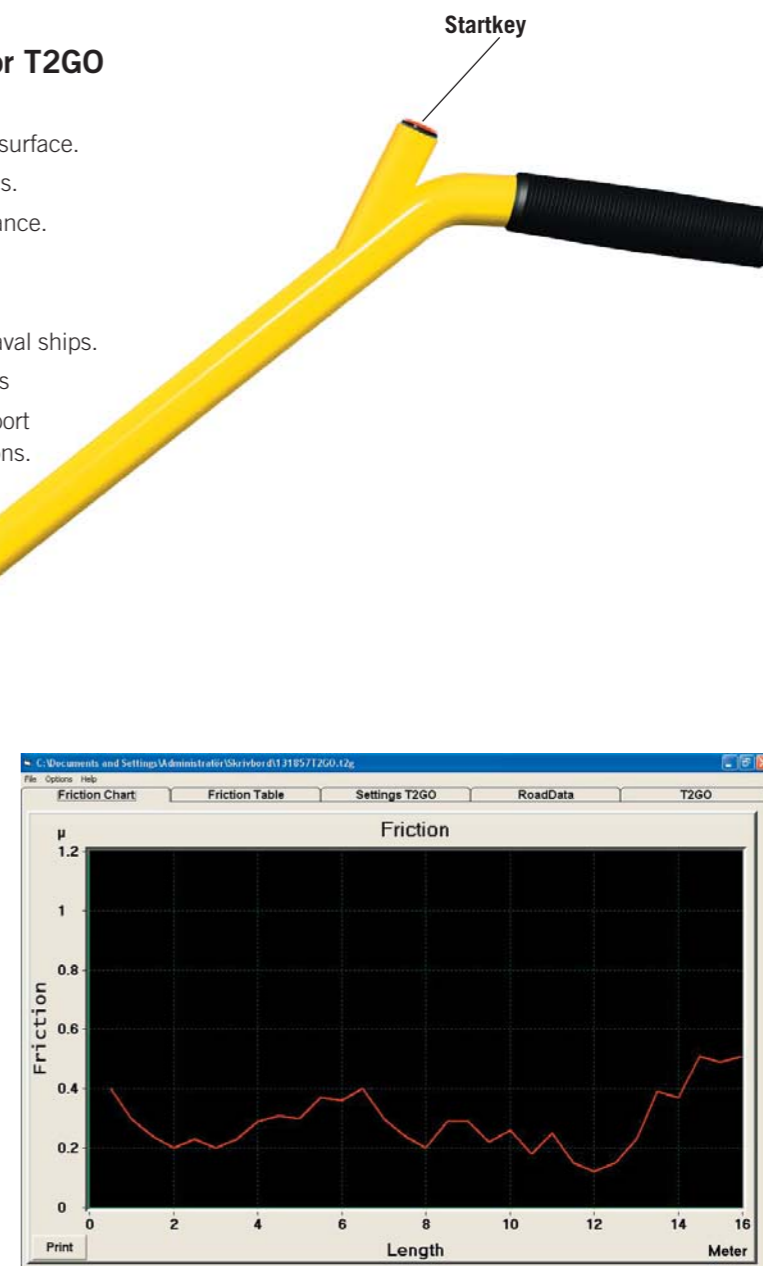 Startkey
or T2GO
surface.
s.
ance.
aval ships.
s
port
ons.
C:\Documents and Settings\Administratör\Skrivbord\131857T2GO.t2g
File Options Help
Friction Chart Friction Table Settings T2GO RoadData T2GO
µ Friction
1.2
1
0.8
0.6
0.4
0.2
0
Friction
0 2 4 6 8 10 12 14 16
Print Length Meter